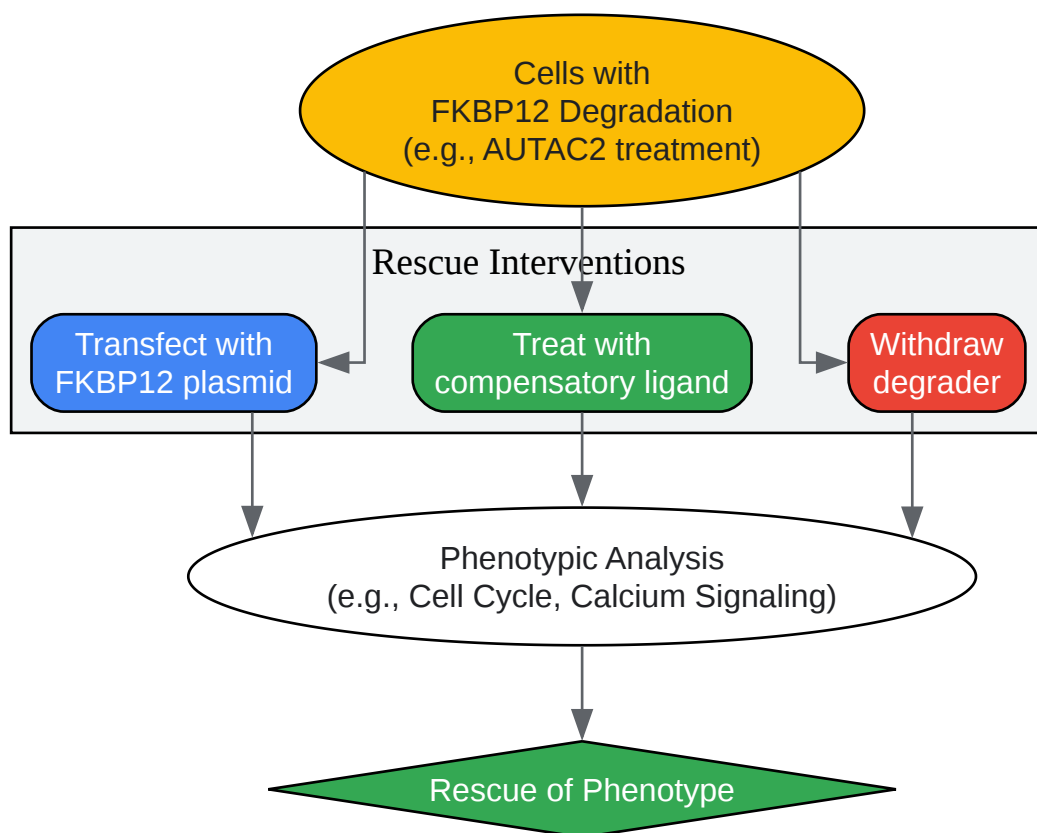 Cells with
FKBP12 Degradation
(e.g., AUTAC2 treatment)
Rescue Interventions
Transfect with
FKBP12 plasmid
Treat with
compensatory ligand
Withdraw
degrader
Phenotypic Analysis
(e.g., Cell Cycle, Calcium Signaling)
Rescue of Phenotype